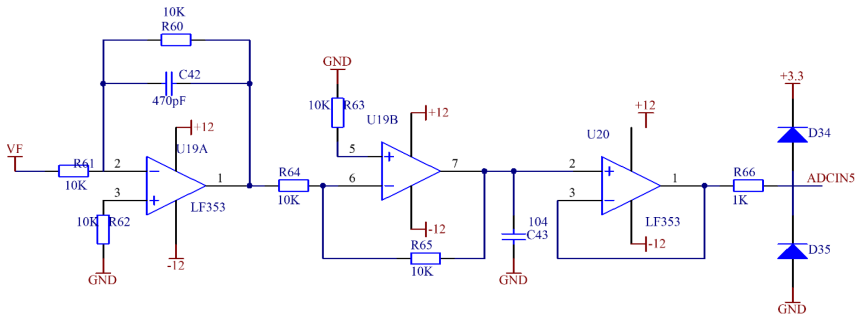 10K
R60
C42
470pF
VF
R61
10K
2
3
+12
U19A
1
LF353
-12
10K R62
GND
R64
10K
GND
10K R63
U19B
+12
5
6
7
-12
R65
10K
104
C43
GND
U20
+12
2
3
1
LF353
-12
R66
1K
+3.3
D34
ADCIN5
D35
GND